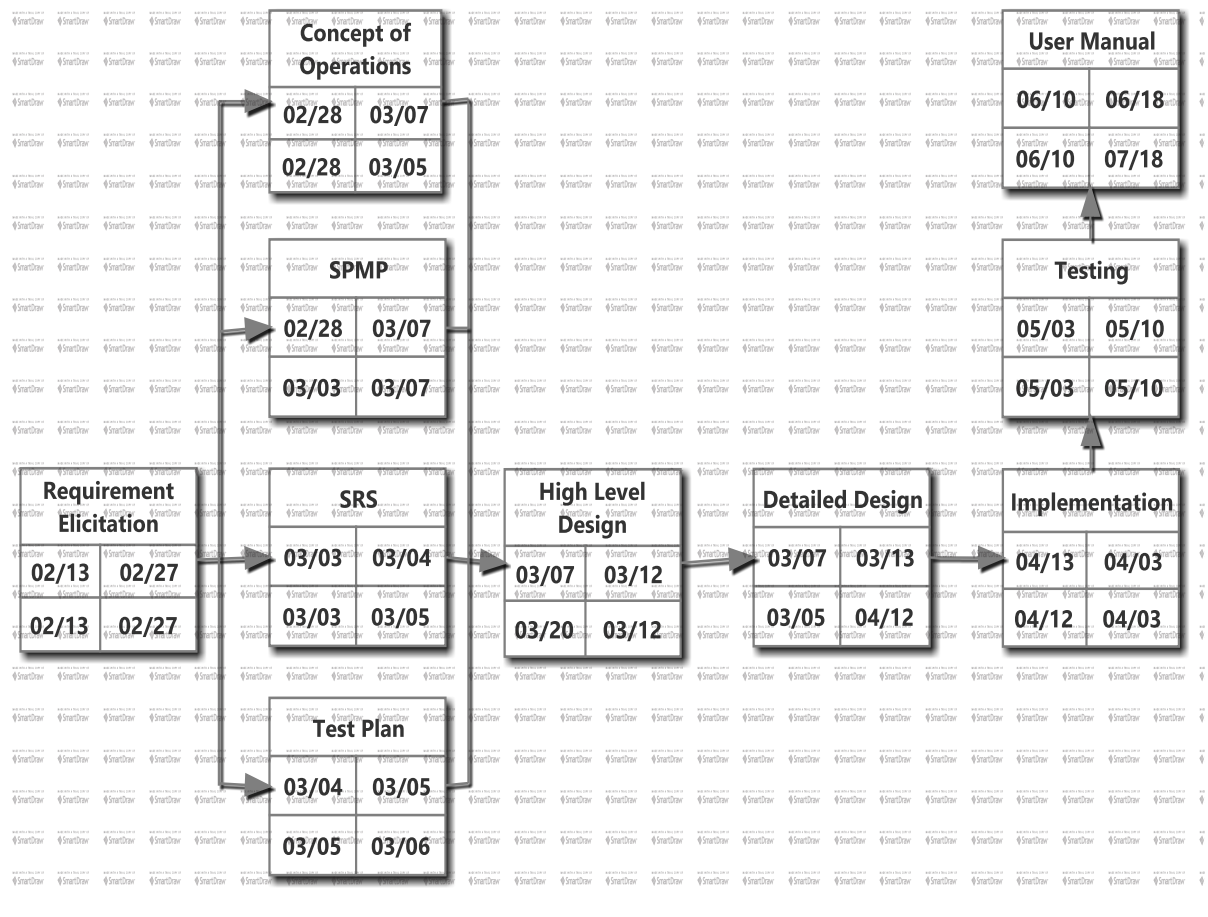 Concept of
Operations
02/28 03/07
02/28 03/05
User Manual
06/10 06/18
06/10 07/18
SPMP
02/28 03/07
03/03 03/07
Testing
05/03 05/10
05/03 05/10
Requirement
Elicitation
02/13 02/27
02/13 02/27
SRS
03/03 03/04
03/03 03/05
High Level
Design
03/07 03/12
03/20 03/12
Detailed Design
03/07 03/13
03/05 04/12
Implementation
04/13 04/03
04/12 04/03
Test Plan
03/04 03/05
03/05 03/06
SmartDraw